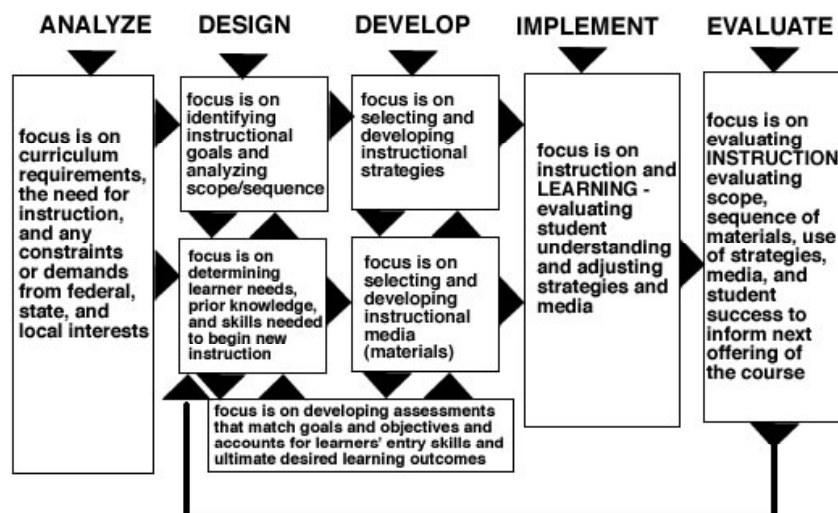 ANALYZE
DESIGN
DEVELOP
IMPLEMENT
EVALUATE
focus is on
curriculum
requirements,
the need for
instruction,
and any
constraints
or demands
from federal,
state, and
local interests
focus is on
identifying
instructional
goals and
analyzing
scope/sequence
focus is on
determining
learner needs,
prior knowledge,
and skills needed
to begin new
instruction
focus is on
selecting and
developing
instructional
strategies
focus is on
selecting and
developing
instructional
media
(materials)
focus is on developing assessments
that match goals and objectives and
accounts for learners' entry skills and
ultimate desired learning outcomes
focus is on
instruction and
LEARNING -
evaluating
student
understanding
and adjusting
strategies and
media
focus is on
evaluating
INSTRUCTION
evaluating
scope,
sequence of
materials, use
of strategies,
media, and
student
success to
inform next
offering of
the course